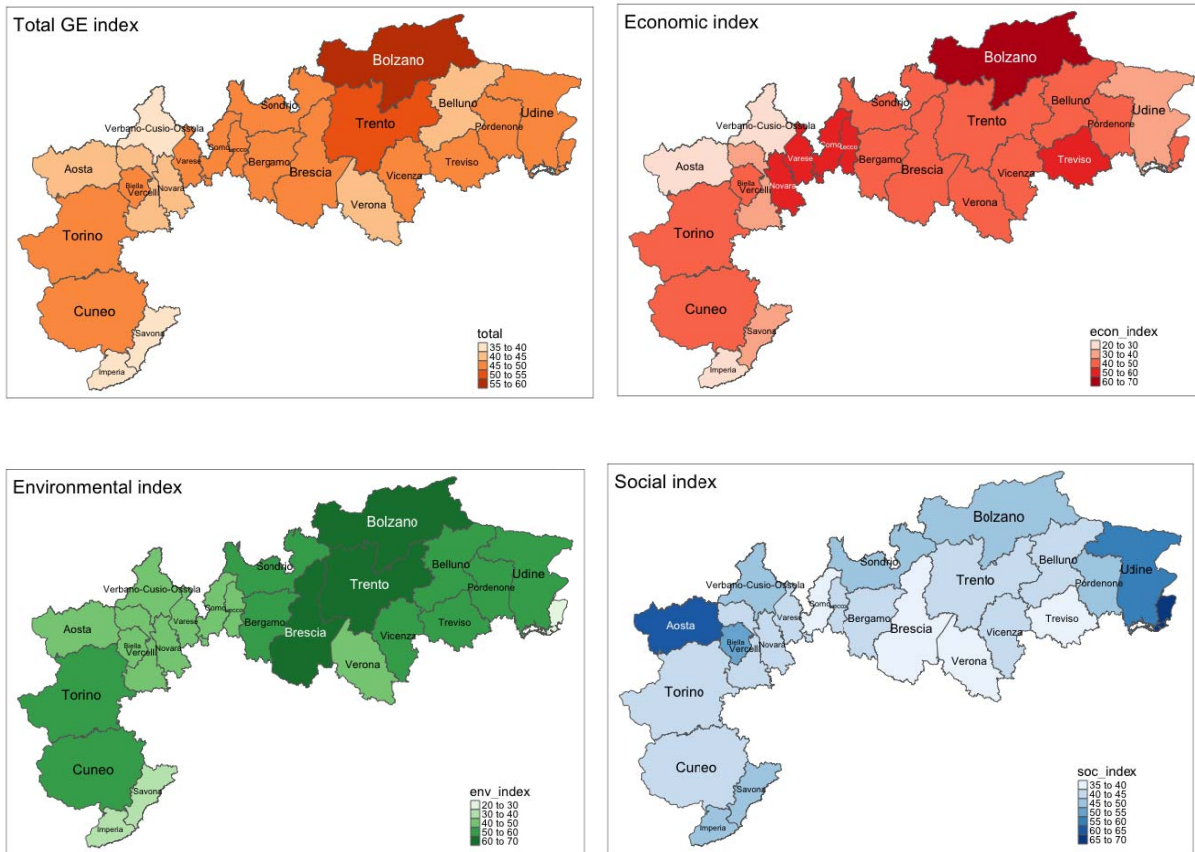 Total GE index
Bolzano
Sondrio
Belluno
Udine
Verbano-Cusio-Ossola
Trento
Pordenone
Como
Lecco
Varese
Aosta
Bergamo
Treviso
Brescia
Vicenza
Biella
Vercelli
Novara
Verona
Torino
Cuneo
Savona
Imperia
total
35 to 40
40 to 45
45 to 50
50 to 55
55 to 60
Economic index
Bolzano
Sondrio
Belluno
Udine
Verbano-Cusio-Ossola
Trento
Pordenone
Como
Lecco
Varese
Aosta
Bergamo
Treviso
Brescia
Vicenza
Biella
Vercelli
Novara
Verona
Torino
Cuneo
Savona
Imperia
econ_index
20 to 30
30 to 40
40 to 50
50 to 60
60 to 70
Environmental index
Bolzano
Sondrio
Belluno
Udine
Verbano-Cusio-Ossola
Trento
Pordenone
Como
Lecco
Varese
Aosta
Bergamo
Treviso
Brescia
Vicenza
Biella
Vercelli
Novara
Verona
Torino
Cuneo
Savona
Imperia
env_index
20 to 30
30 to 40
40 to 50
50 to 60
60 to 70
Social index
Bolzano
Sondrio
Belluno
Udine
Verbano-Cusio-Ossola
Trento
Pordenone
Como
Lecco
Varese
Aosta
Bergamo
Treviso
Brescia
Vicenza
Biella
Vercelli
Novara
Verona
Torino
Cuneo
Savona
Imperia
soc_index
35 to 40
40 to 45
45 to 50
50 to 55
55 to 60
60 to 65
65 to 70